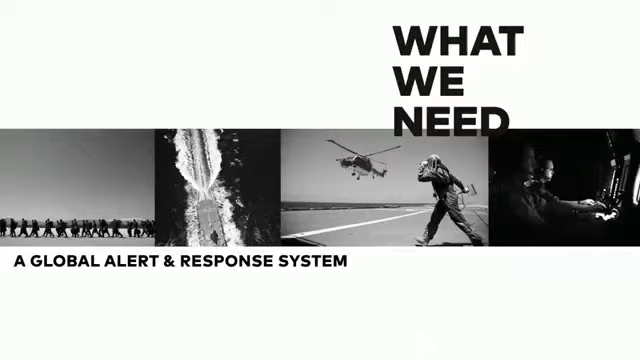 WHAT
WE
NEED
A GLOBAL ALERT & RESPONSE SYSTEM